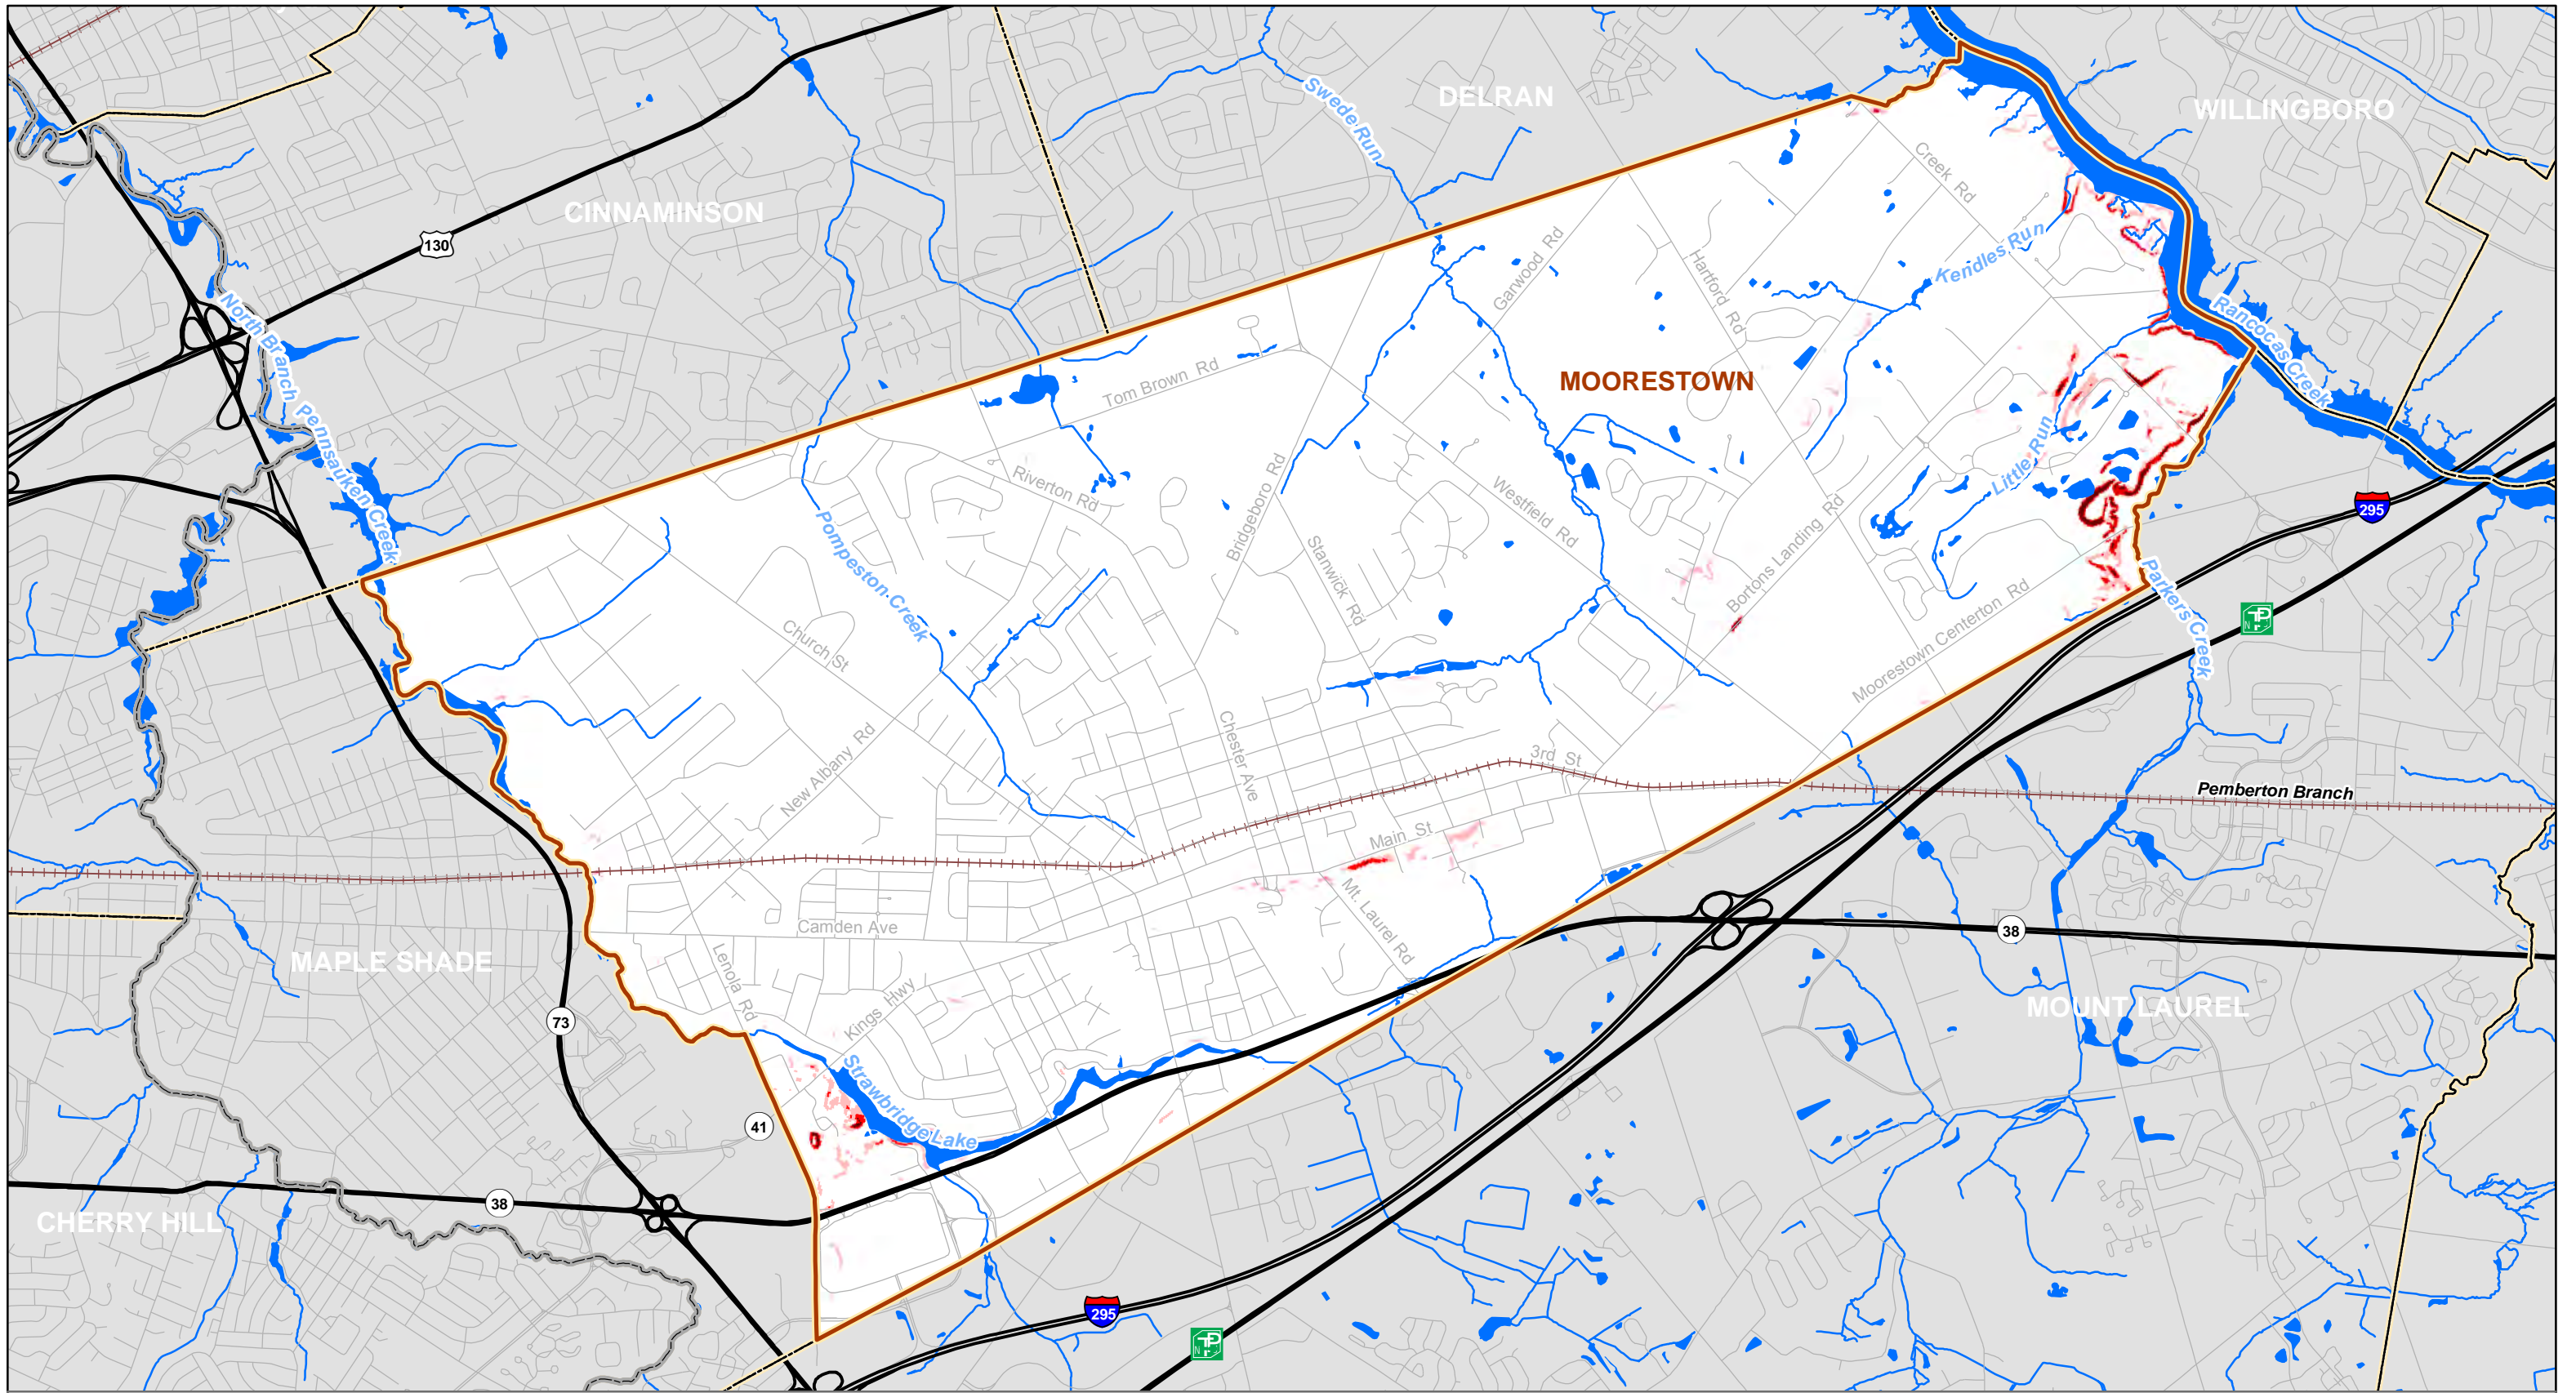 DELRAN
WILLINGBORO
Swede Run
CINNAMINSON
130
Creek Rd
Kendles Run
Garwood Rd
Hartford Rd
North Branch Pennsauken Creek
Rancocas Creek
MOORESTOWN
Tom Brown Rd
Riverton Rd
Bridgeboro Rd
Westfield Rd
Little Run
295
Pompeston Creek
Stanwick Rd
Bortons Landing Rd
Parkers Creek
Moorestown Centerton Rd
Church St
New Albany Rd
Chester Ave
3rd St
Pemberton Branch
Main St
Mt. Laurel Rd
Camden Ave
38
MAPLE SHADE
Lenola Rd
Kings Hwy
MOUNT LAUREL
73
Strawbridge Lake
41
38
CHERRY HILL
295